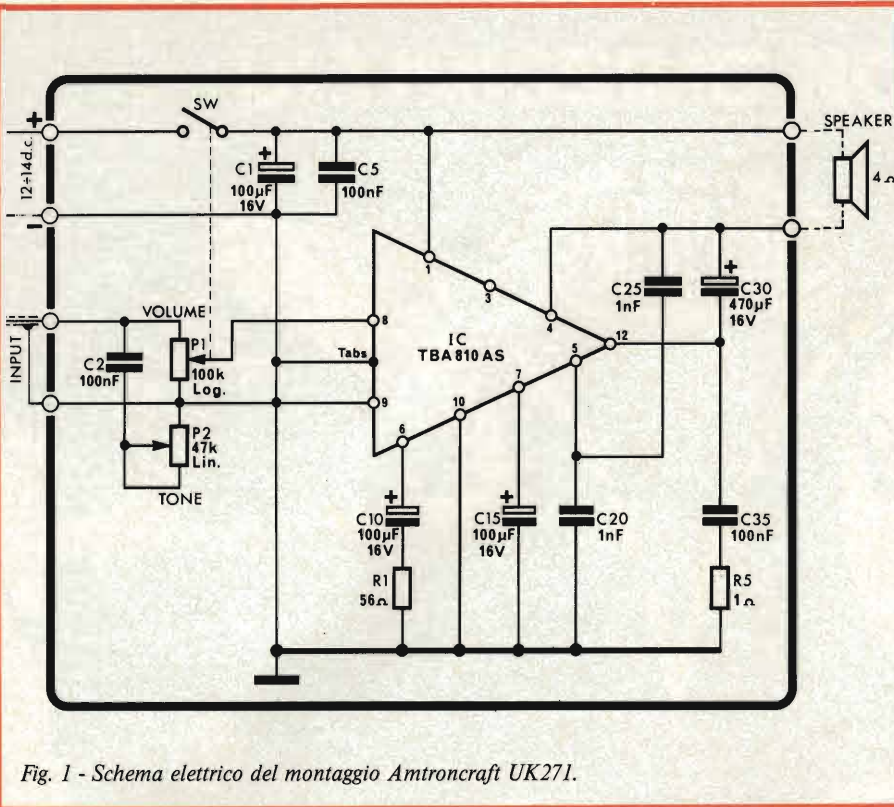 SW
+
12÷14d.c.
−
SPEAKER
4Ω
C1
+
100µF
16V
C5
100nF
1
3
4
C25
1nF
+
C30
470µF
16V
VOLUME
INPUT
C2
100nF
P1
100k
Log.
8
Tabs
IC
TBA810AS
12
5
7
10
9
6
P2
47k
Lin.
TONE
+
C10
100µF
16V
+
C15
100µF
16V
C20
1nF
C35
100nF
R1
56Ω
R5
1Ω
Fig. 1 - Schema elettrico del montaggio Amtroncraft UK271.